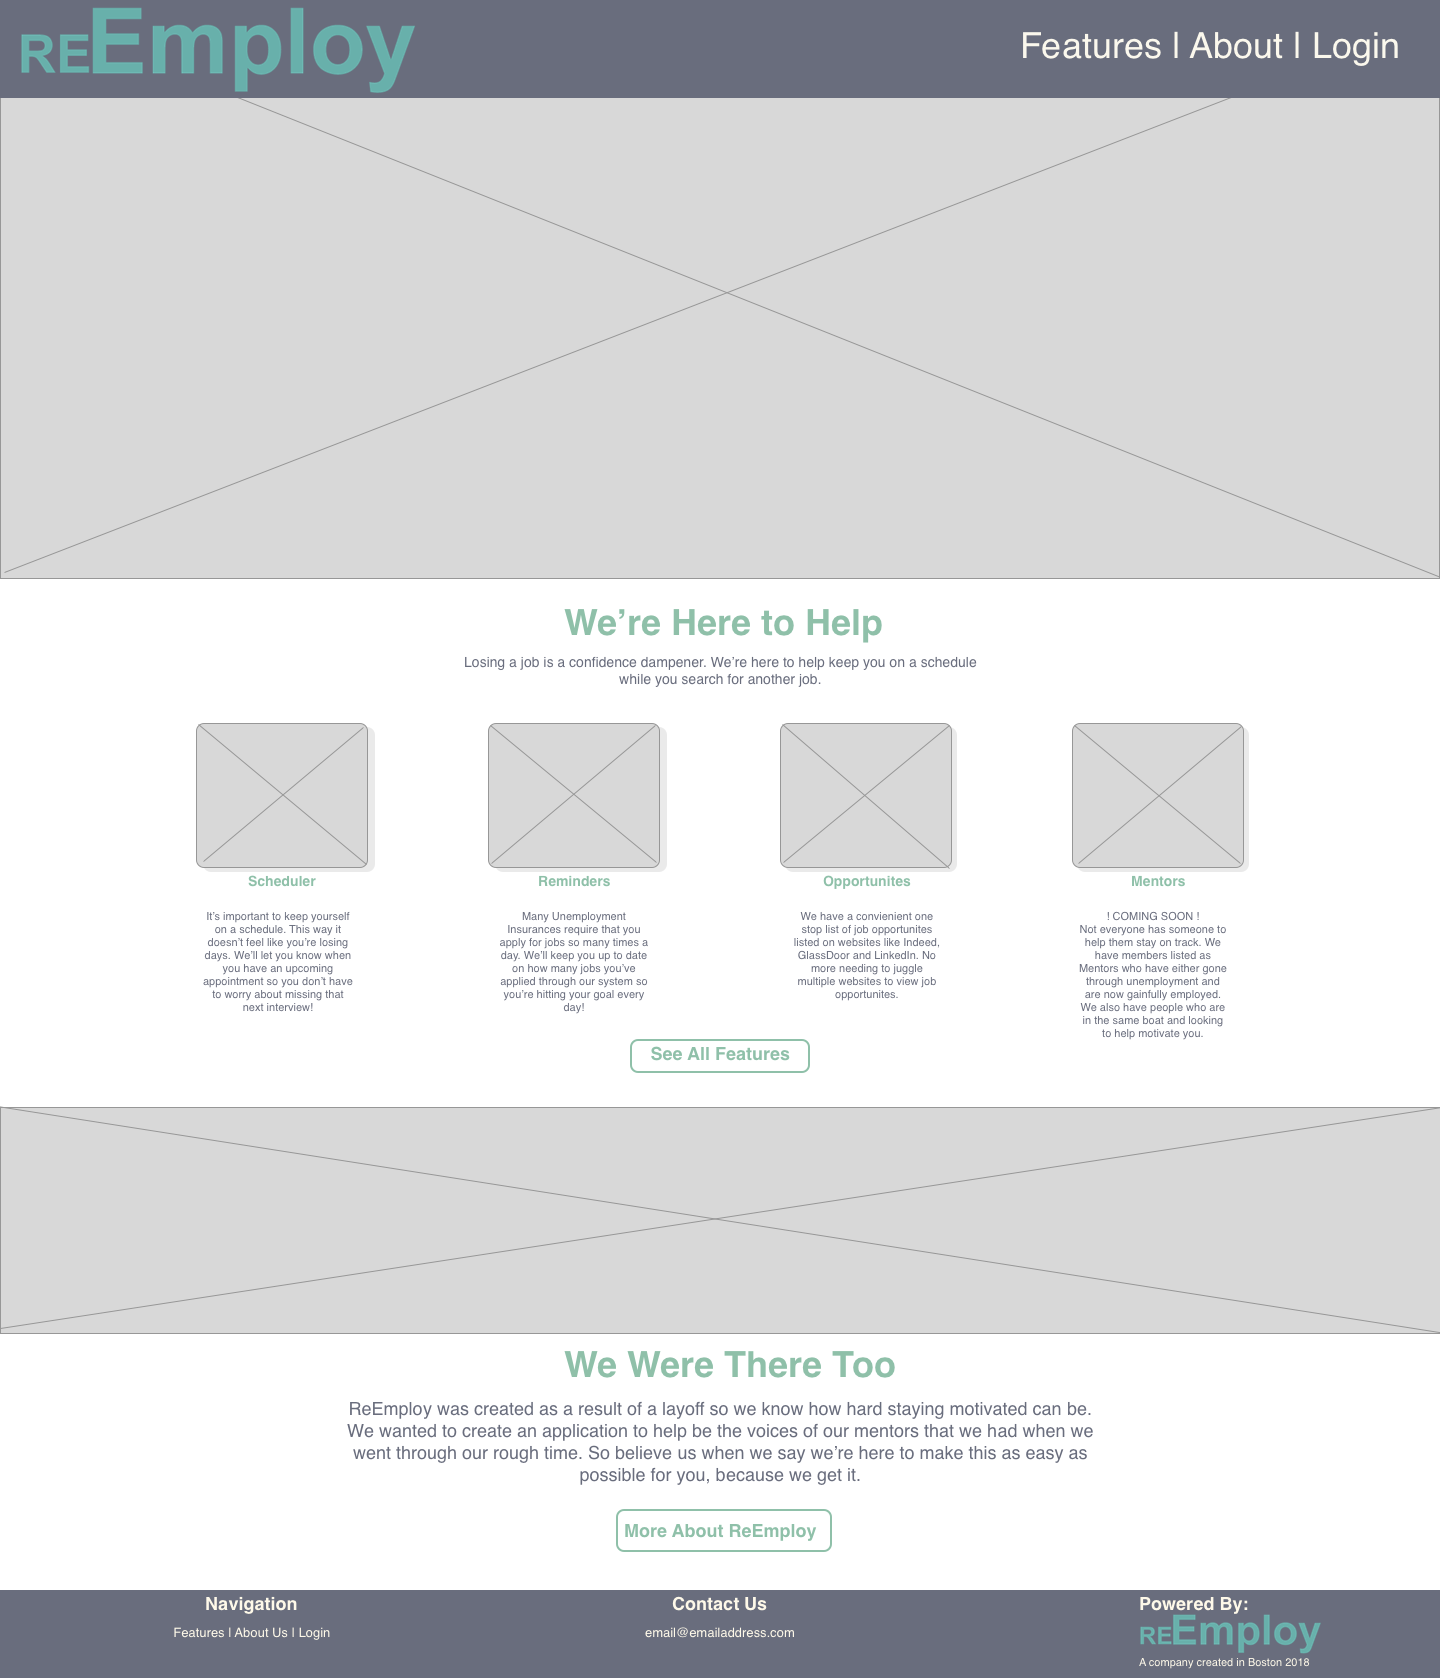 REEmploy
Features | About | Login
We’re Here to Help
Losing a job is a confidence dampener. We’re here to help keep you on a schedule
while you search for another job.
Scheduler
It’s important to keep yourself
on a schedule. This way it
doesn’t feel like you’re losing
days. We’ll let you know when
you have an upcoming
appointment so you don’t have
to worry about missing that
next interview!
Reminders
Many Unemployment
Insurances require that you
apply for jobs so many times a
day. We’ll keep you up to date
on how many jobs you’ve
applied through our system so
you’re hitting your goal every
day!
Opportunites
We have a convienient one
stop list of job opportunites
listed on websites like Indeed,
GlassDoor and LinkedIn. No
more needing to juggle
multiple websites to view job
opportunites.
Mentors
! COMING SOON !
Not everyone has someone to
help them stay on track. We
have members listed as
Mentors who have either gone
through unemployment and
are now gainfully employed.
We also have people who are
in the same boat and looking
to help motivate you.
See All Features
We Were There Too
ReEmploy was created as a result of a layoff so we know how hard staying motivated can be.
We wanted to create an application to help be the voices of our mentors that we had when we
went through our rough time. So believe us when we say we’re here to make this as easy as
possible for you, because we get it.
More About ReEmploy
Navigation
Features | About Us | Login
Contact Us
email@emailaddress.com
Powered By:
REEmploy
A company created in Boston 2018